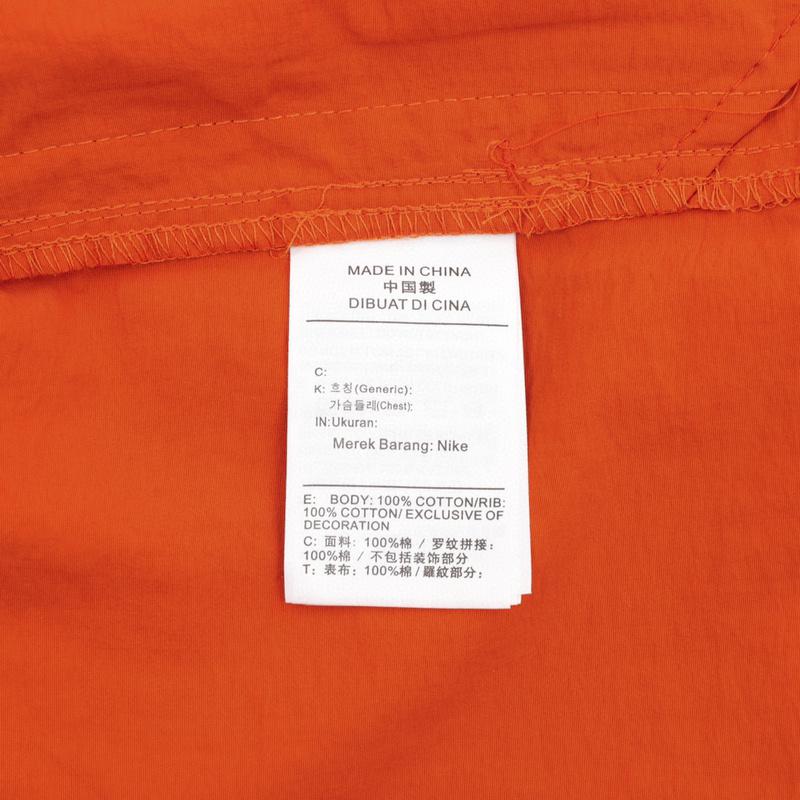 MADE IN CHINA
中国製
DIBUAT DI CINA
C:
K: 흐칭(Generic):
가슴들레(Chest):
IN:Ukuran:
Merek Barang: Nike
E: BODY: 100% COTTON/RIB:
100% COTTON/ EXCLUSIVE OF
DECORATION
C: 面料: 100%棉 / 罗纹拼接:
100%棉 / 不包括装饰部分
T: 表布: 100%棉 / 羅紋部分: